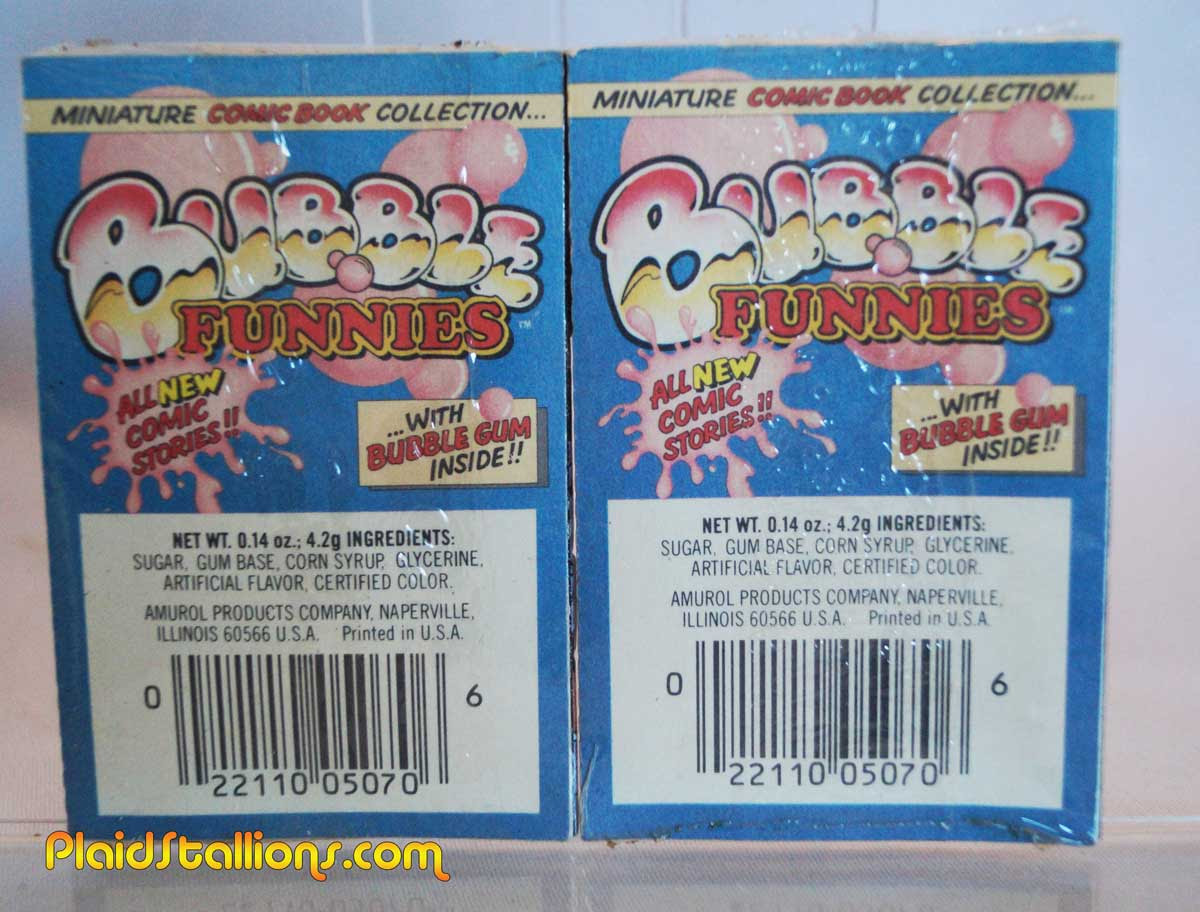 MINIATURE COMIC BOOK COLLECTION...
BUBBLE
FUNNIES™
ALL NEW
COMIC
STORIES!!
...WITH
BUBBLE GUM
INSIDE!!
NET WT. 0.14 oz.; 4.2g INGREDIENTS:
SUGAR, GUM BASE, CORN SYRUP, GLYCERINE,
ARTIFICIAL FLAVOR, CERTIFIED COLOR.
AMUROL PRODUCTS COMPANY, NAPERVILLE,
ILLINOIS 60566 U.S.A. Printed in U.S.A.
0 22110 05070 6
MINIATURE COMIC BOOK COLLECTION...
BUBBLE
FUNNIES™
ALL NEW
COMIC
STORIES!!
...WITH
BUBBLE GUM
INSIDE!!
NET WT. 0.14 oz.; 4.2g INGREDIENTS:
SUGAR, GUM BASE, CORN SYRUP, GLYCERINE,
ARTIFICIAL FLAVOR, CERTIFIED COLOR.
AMUROL PRODUCTS COMPANY, NAPERVILLE,
ILLINOIS 60566 U.S.A. Printed in U.S.A.
0 22110 05070 6
PlaidStallions.com